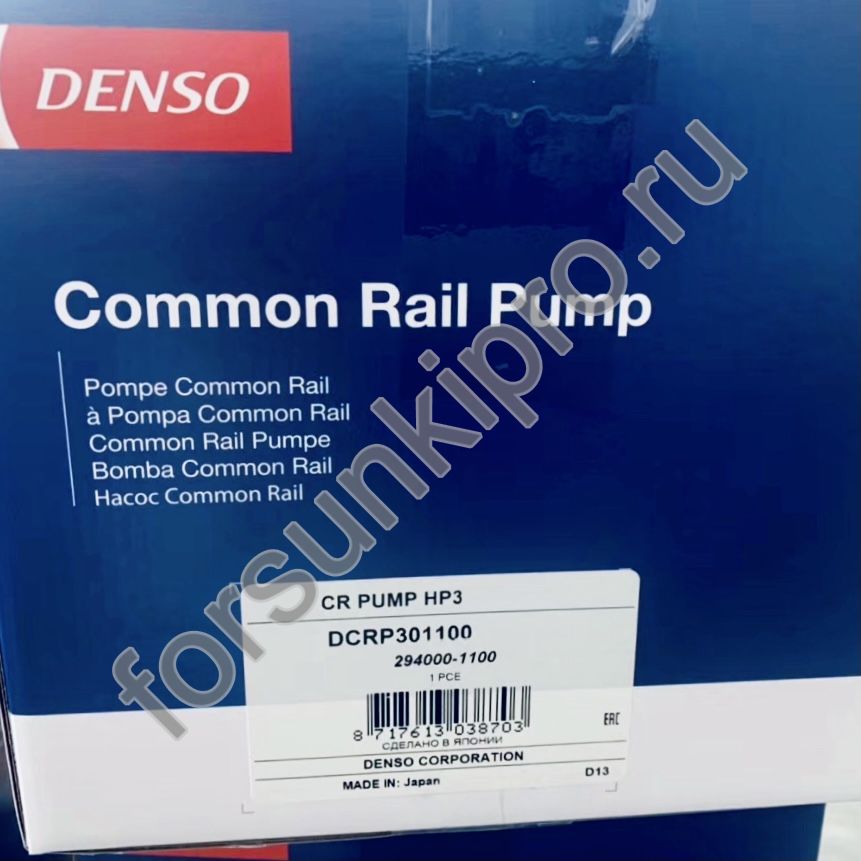 DENSO
Common Rail Pump
Pompe Common Rail
à Pompa Common Rail
Common Rail Pumpe
Bomba Common Rail
Насос Common Rail
forsunkipro.ru
CR PUMP HP3
DCRP301100
294000-1100
1 PCE
8 717613 038703
EAC
СДЕЛАНО В ЯПОНИИ
DENSO CORPORATION
MADE IN: Japan
D13